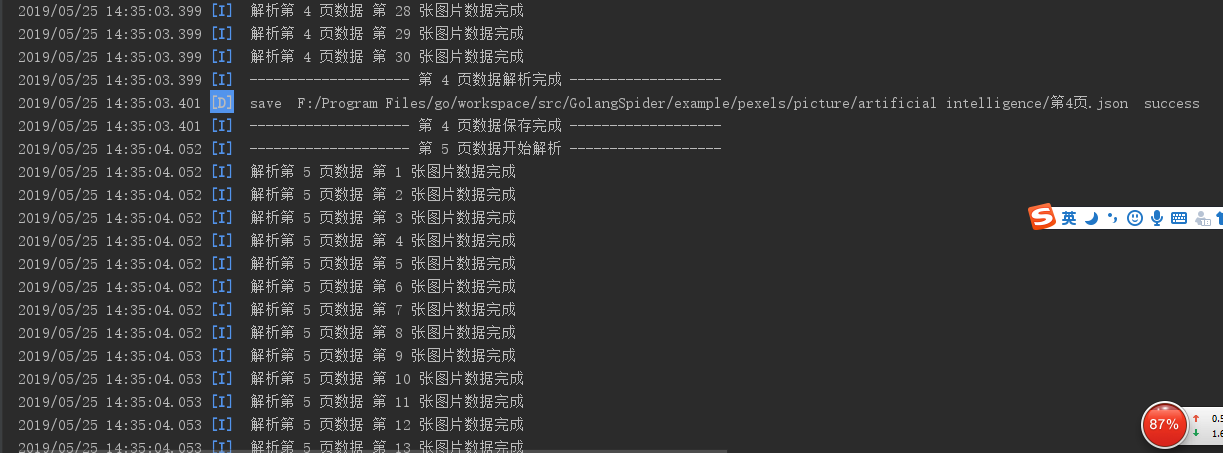 2019/05/25 14:35:03.399 [I] 解析第 4 页数据 第 28 张图片数据完成
2019/05/25 14:35:03.399 [I] 解析第 4 页数据 第 29 张图片数据完成
2019/05/25 14:35:03.399 [I] 解析第 4 页数据 第 30 张图片数据完成
2019/05/25 14:35:03.399 [I] -------------------- 第 4 页数据解析完成 -------------------
2019/05/25 14:35:03.401 [D] save  F:/Program Files/go/workspace/src/GolangSpider/example/pexels/picture/artificial intelligence/第4页.json  success
2019/05/25 14:35:03.401 [I] -------------------- 第 4 页数据保存完成 -------------------
2019/05/25 14:35:04.052 [I] -------------------- 第 5 页数据开始解析 -------------------
2019/05/25 14:35:04.052 [I] 解析第 5 页数据 第 1 张图片数据完成
2019/05/25 14:35:04.052 [I] 解析第 5 页数据 第 2 张图片数据完成
2019/05/25 14:35:04.052 [I] 解析第 5 页数据 第 3 张图片数据完成
S 英
2019/05/25 14:35:04.052 [I] 解析第 5 页数据 第 4 张图片数据完成
2019/05/25 14:35:04.052 [I] 解析第 5 页数据 第 5 张图片数据完成
2019/05/25 14:35:04.052 [I] 解析第 5 页数据 第 6 张图片数据完成
2019/05/25 14:35:04.052 [I] 解析第 5 页数据 第 7 张图片数据完成
2019/05/25 14:35:04.052 [I] 解析第 5 页数据 第 8 张图片数据完成
2019/05/25 14:35:04.053 [I] 解析第 5 页数据 第 9 张图片数据完成
2019/05/25 14:35:04.053 [I] 解析第 5 页数据 第 10 张图片数据完成
2019/05/25 14:35:04.053 [I] 解析第 5 页数据 第 11 张图片数据完成
2019/05/25 14:35:04.053 [I] 解析第 5 页数据 第 12 张图片数据完成
2019/05/25 14:35:04.053 [I] 解析第 5 页数据 第 13 张图片数据完成
87%